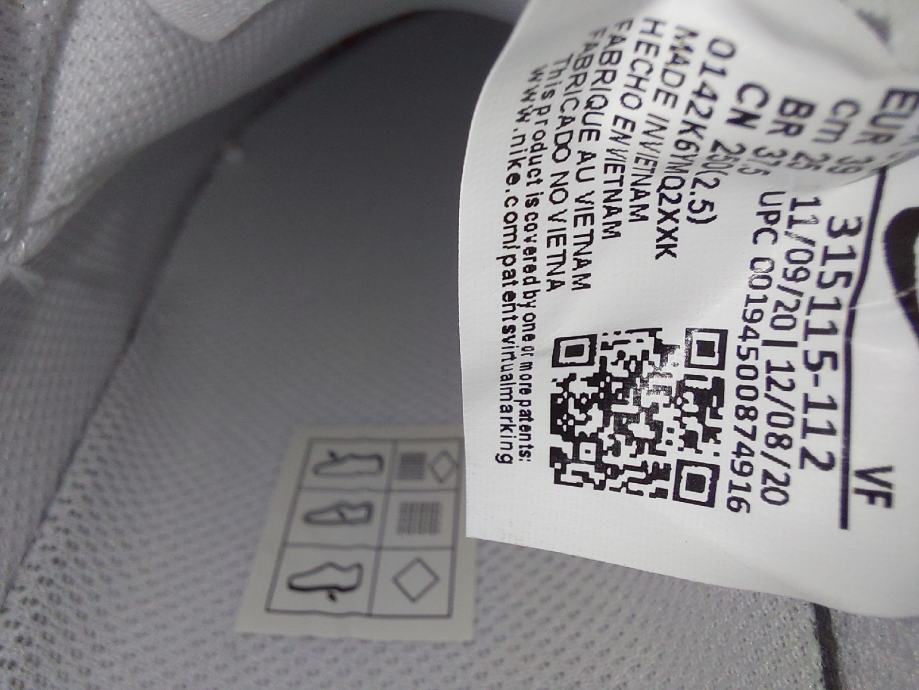 EUR 39
cm 25
BR 37.5
CN 250(2.5)
VF
315115-112
11/09/20 | 12/08/20
UPC 00194500874916
0142K6YMQ2XXK
MADE IN VIETNAM
HECHO EN VIETNAM
FABRIQUE AU VIETNAM
FABRICADO NO VIETNA
This product is covered by one or more patents:
www.nike.com/patentsvirtualmarking